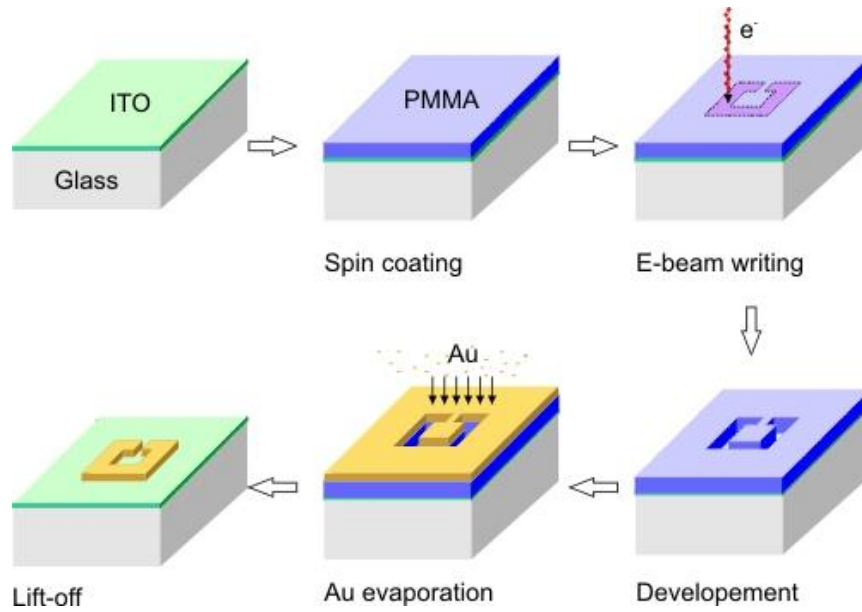 ITO
Glass
PMMA
Spin coating
e-
E-beam writing
Lift-off
Au
Au evaporation
Developement